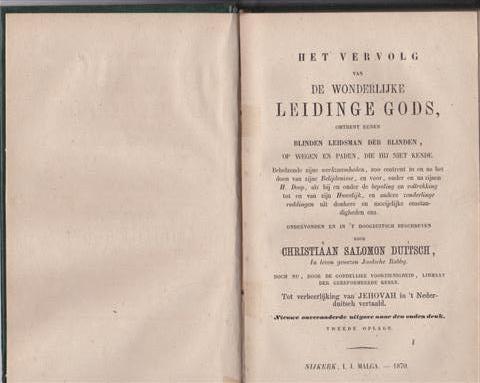 HET VERVOLG
VAN
DE WONDERLIJKE
LEIDINGE GODS,
OMTRENT EENEN
BLINDEN LEIDSMAN DER BLINDEN,
OP WEGEN EN PADEN, DIE HIJ NIET KENDE.
Behelzende zijne werkzaamheden, zoo omtrent in en na het
doen van zijne Belijdenisse, en voor, onder en na zijnen
H. Doop, als bij en onder de bepaling en voltrekking
tot en van zijn Huwelijk, en andere zonderlinge
reddingen uit donkere en moeijelijke omstan-
digheden enz.
ONDERVONDEN EN IN 'T HOOGDUITSCH BESCHREVEN
DOOR
CHRISTIAAN SALOMON DUITSCH,
In leven geweest Joodsche Rabby.
DOCH NU, DOOR DE GODDELIJKE VOORZIENIGHEID, LIDMAAT
DER GEREFORMEERDE KERKE.
Tot verheerlijking van JEHOVAH in 't Neder-
duitsch vertaald.
Nieuwe onveranderde uitgave naar den ouden druk.
TWEEDE OPLAGE.
NIJKERK, I. J. MALGA. — 1870.